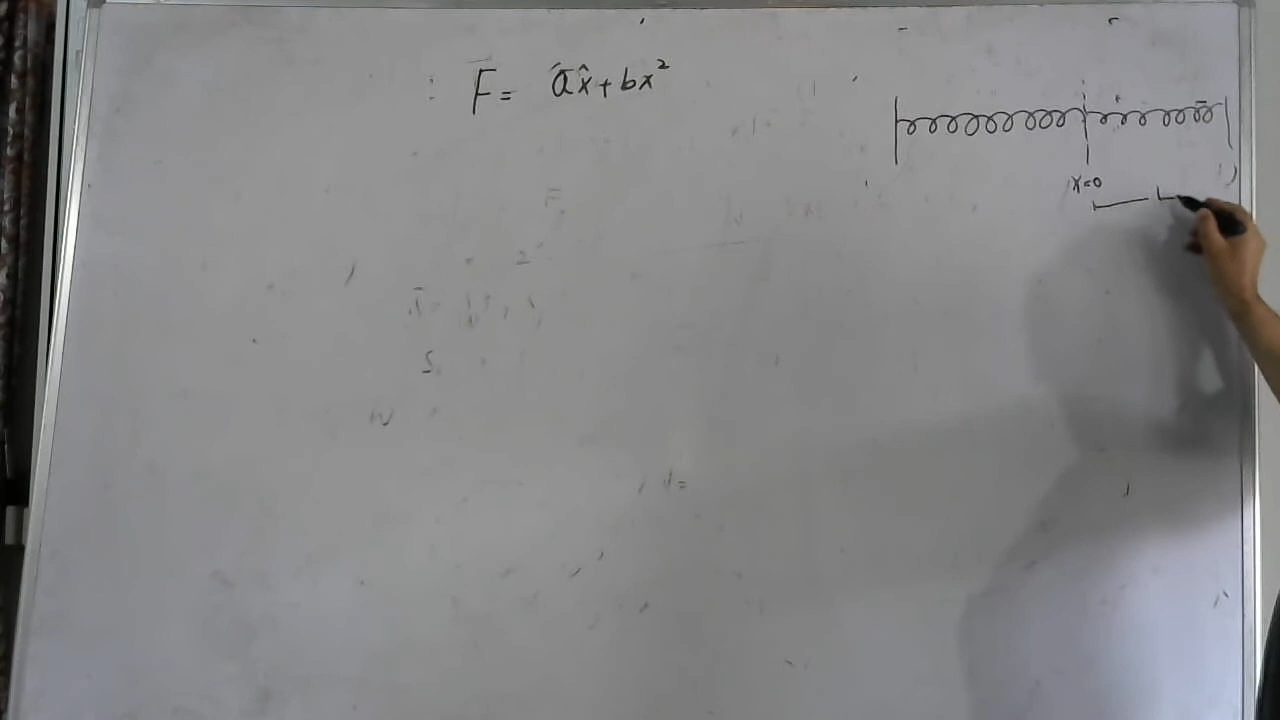 F = ax + bx²
x=0